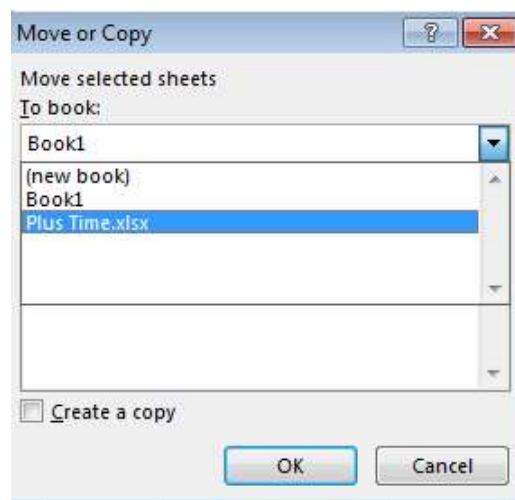 Move or Copy
Move selected sheets
To book:
Book1
(new book)
Book1
Plus Time.xlsx
Create a copy
OK Cancel